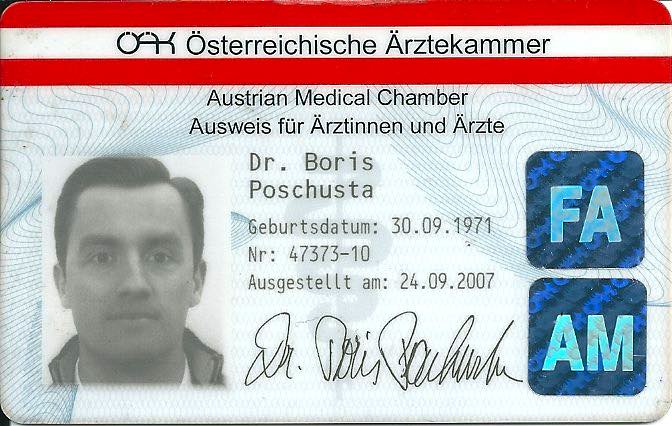 ÖÄK Österreichische Ärztekammer
Austrian Medical Chamber
Ausweis für Ärztinnen und Ärzte
Dr. Boris
Poschusta
Geburtsdatum: 30.09.1971
Nr: 47373-10
Ausgestellt am: 24.09.2007
FA
AM
Dr. Boris Poschusta